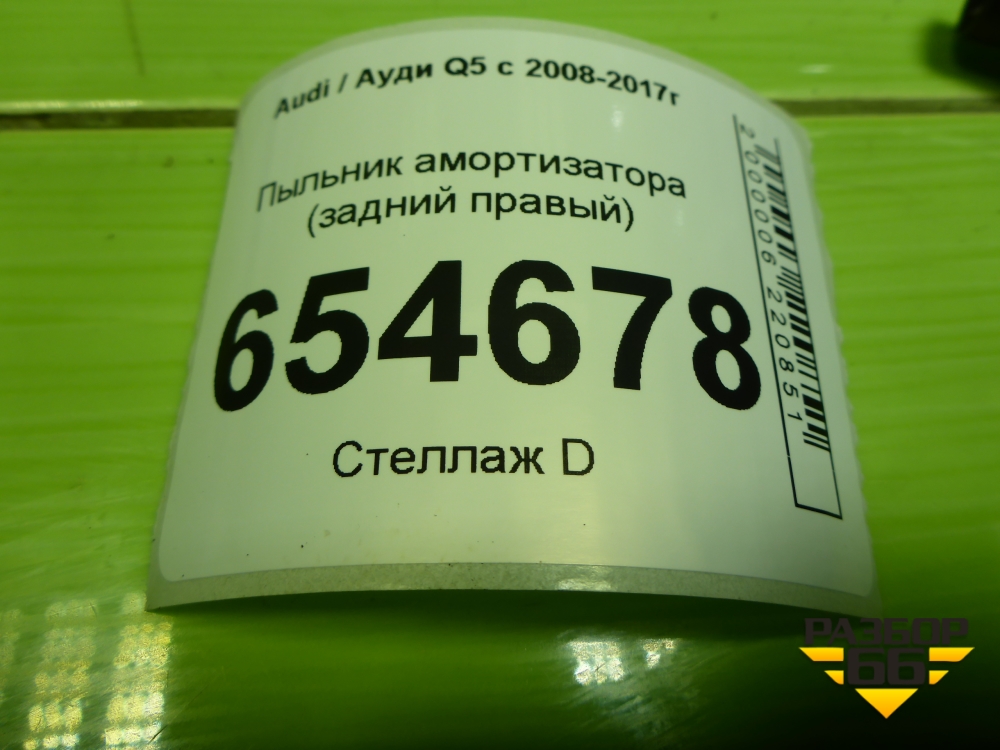 Audi / Ауди Q5 с 2008-2017г
Пыльник амортизатора
(задний правый)
654678
Стеллаж D
2000006220851
РАЗБОР
66